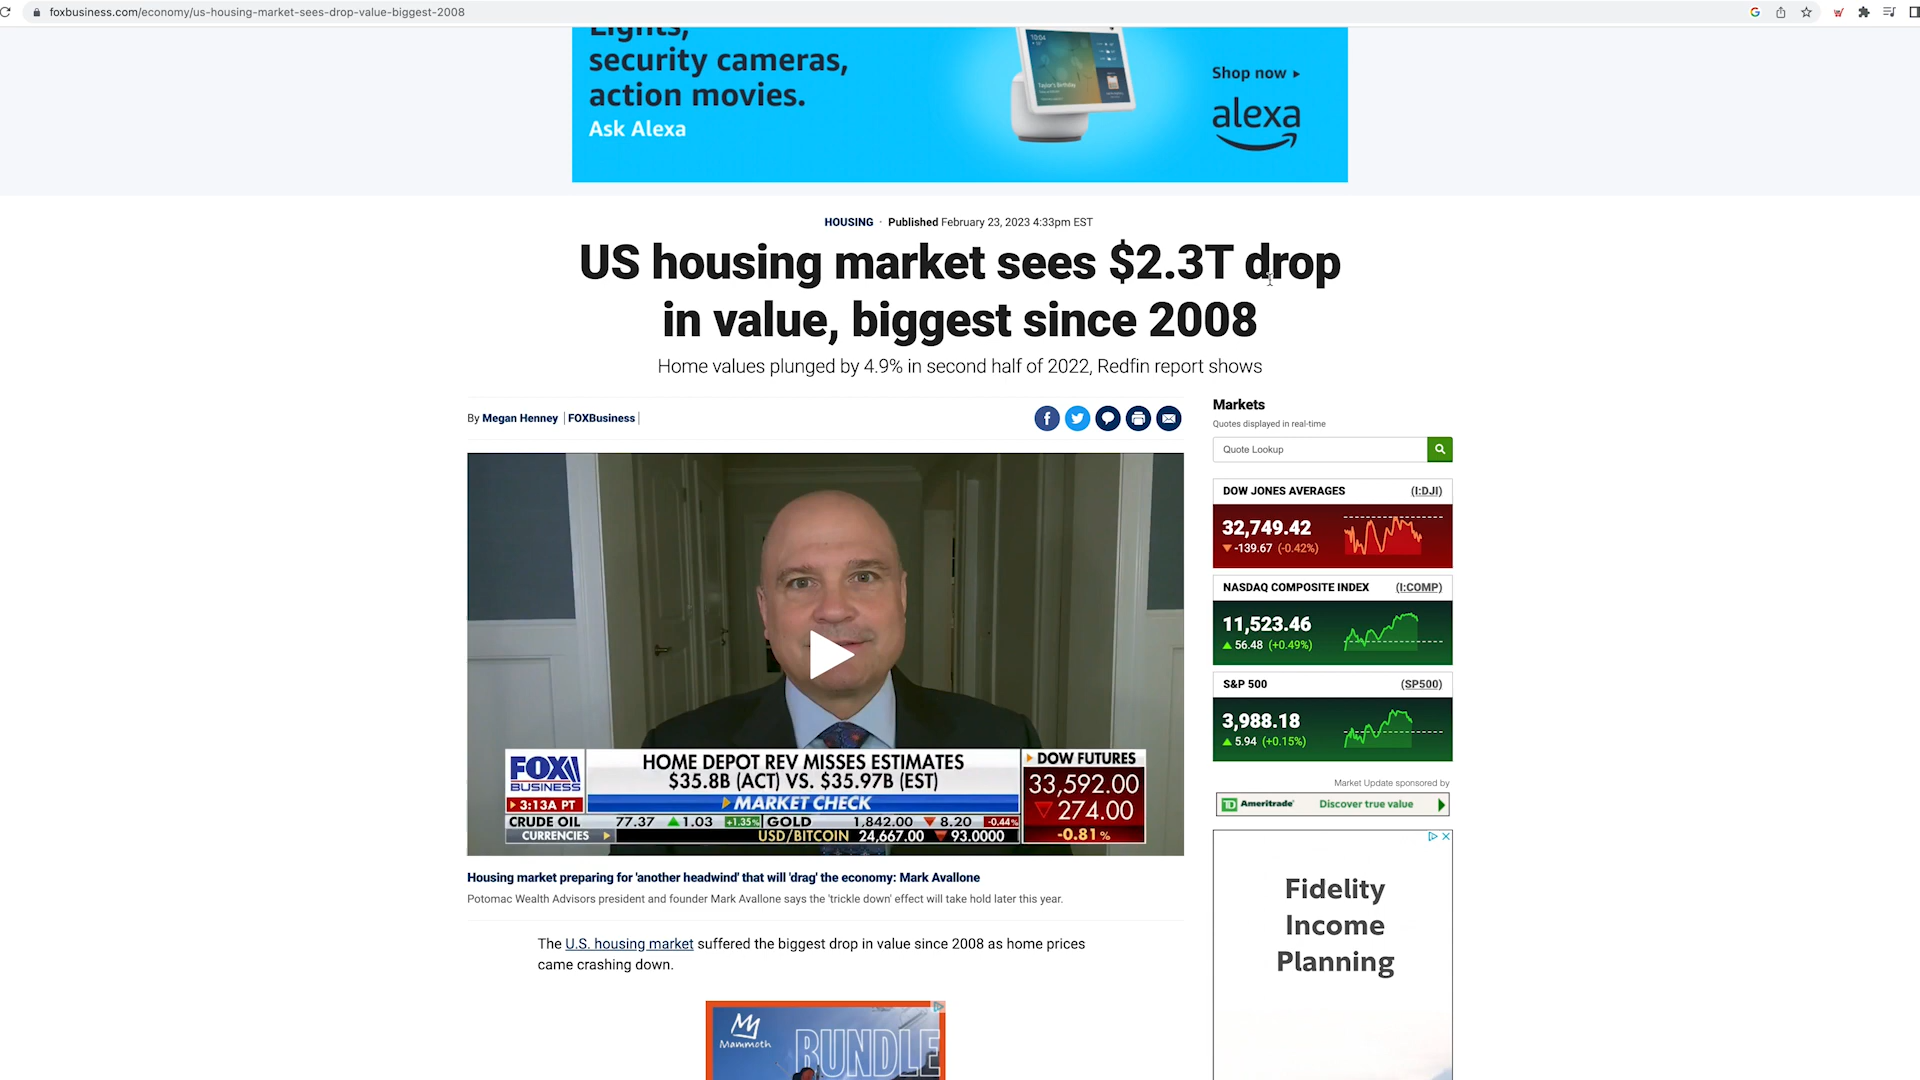 foxbusiness.com/economy/us-housing-market-sees-drop-value-biggest-2008
Lights,
security cameras,
action movies.
Ask Alexa
Shop now
alexa
HOUSING · Published February 23, 2023 4:33pm EST
US housing market sees $2.3T drop
in value, biggest since 2008
Home values plunged by 4.9% in second half of 2022, Redfin report shows
By Megan Henney | FOXBusiness |
HOME DEPOT REV MISSES ESTIMATES
$35.8B (ACT) VS. $35.97B (EST)
MARKET CHECK
FOX
BUSINESS
3:13A PT
DOW FUTURES
33,592.00
274.00
-0.81%
CRUDE OIL 77.37 1.03 +1.35% GOLD 1,842.00 8.20 -0.44%
CURRENCIES USD/BITCOIN 24,667.00 93.0000
Housing market preparing for 'another headwind' that will 'drag' the economy: Mark Avallone
Potomac Wealth Advisors president and founder Mark Avallone says the 'trickle down' effect will take hold later this year.
The U.S. housing market suffered the biggest drop in value since 2008 as home prices
came crashing down.
Mammoth
BUNDLE
Markets
Quotes displayed in real-time
Quote Lookup
DOW JONES AVERAGES (I:DJI)
32,749.42
-139.67 (-0.42%)
NASDAQ COMPOSITE INDEX (I:COMP)
11,523.46
56.48 (+0.49%)
S&P 500 (SP500)
3,988.18
5.94 (+0.15%)
Market Update sponsored by
TD Ameritrade Discover true value
Fidelity
Income
Planning